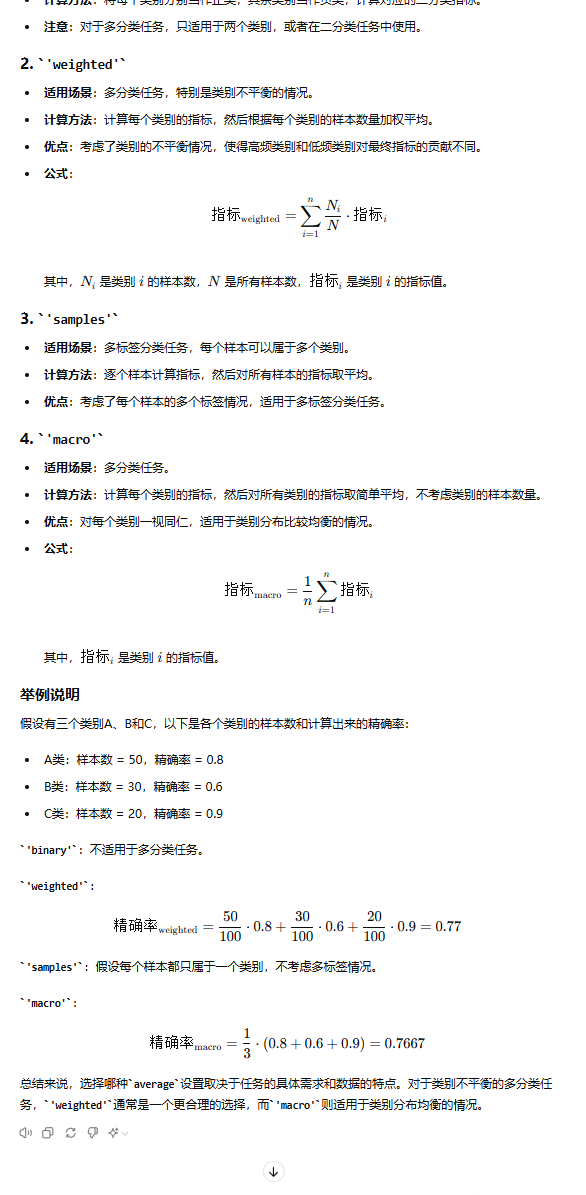 注意：对于多分类任务，只适用于两个类别，或者在二分类任务中使用。
2. `'weighted'`
适用场景：多分类任务，特别是类别不平衡的情况。
计算方法：计算每个类别的指标，然后根据每个类别的样本数量加权平均。
优点：考虑了类别的不平衡情况，使得高频类别和低频类别对最终指标的贡献不同。
公式：
指标_weighted = ∑_{i=1}^{n} N_i/N · 指标_i
其中，N_i 是类别 i 的样本数，N 是所有样本数，指标_i 是类别 i 的指标值。
3. `'samples'`
适用场景：多标签分类任务，每个样本可以属于多个类别。
计算方法：逐个样本计算指标，然后对所有样本的指标取平均。
优点：考虑了每个样本的多个标签情况，适用于多标签分类任务。
4. `'macro'`
适用场景：多分类任务。
计算方法：计算每个类别的指标，然后对所有类别的指标取简单平均，不考虑类别的样本数量。
优点：对每个类别一视同仁，适用于类别分布比较均衡的情况。
公式：
指标_macro = 1/n ∑_{i=1}^{n} 指标_i
其中，指标_i 是类别 i 的指标值。
举例说明
假设有三个类别A、B和C，以下是各个类别的样本数和计算出来的精确率：
A类：样本数 = 50，精确率 = 0.8
B类：样本数 = 30，精确率 = 0.6
C类：样本数 = 20，精确率 = 0.9
`'binary'`：不适用于多分类任务。
`'weighted'`：
精确率_weighted = 50/100 · 0.8 + 30/100 · 0.6 + 20/100 · 0.9 = 0.77
`'samples'`：假设每个样本都只属于一个类别，不考虑多标签情况。
`'macro'`：
精确率_macro = 1/3 · (0.8 + 0.6 + 0.9) = 0.7667
总结来说，选择哪种`average`设置取决于任务的具体需求和数据的特点。对于类别不平衡的多分类任
务，`'weighted'`通常是一个更合理的选择，而`'macro'`则适用于类别分布均衡的情况。